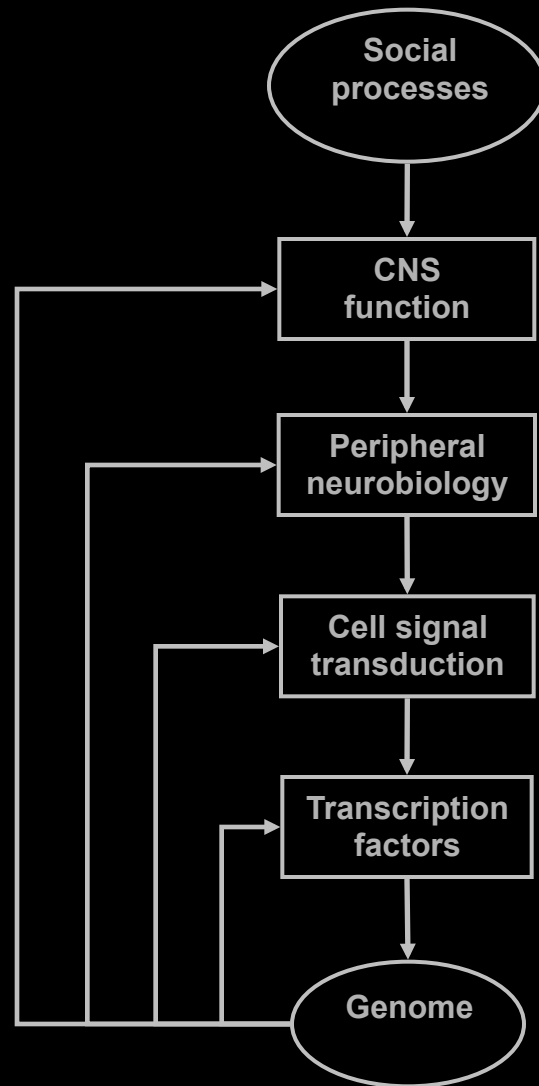 Social
processes
CNS
function
Peripheral
neurobiology
Cell signal
transduction
Transcription
factors
Genome